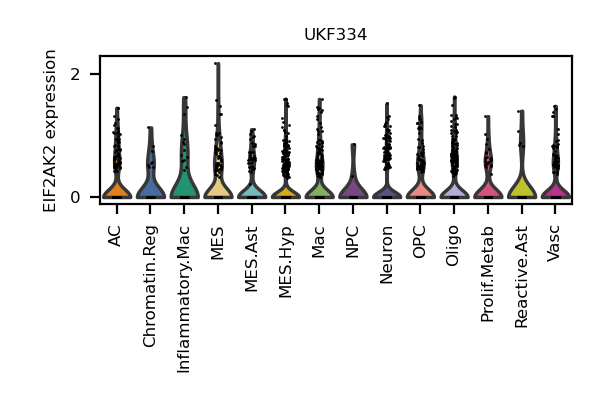 UKF334
EIF2AK2 expression
2
0
AC
Chromatin.Reg
Inflammatory.Mac
MES
MES.Ast
MES.Hyp
Mac
NPC
Neuron
OPC
Oligo
Prolif.Metab
Reactive.Ast
Vasc